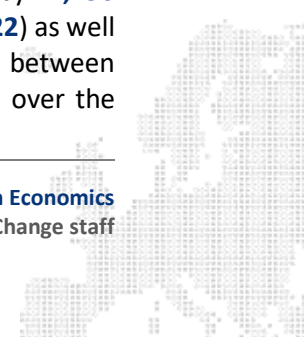 22) as well
between
over the
Economics
Change staff